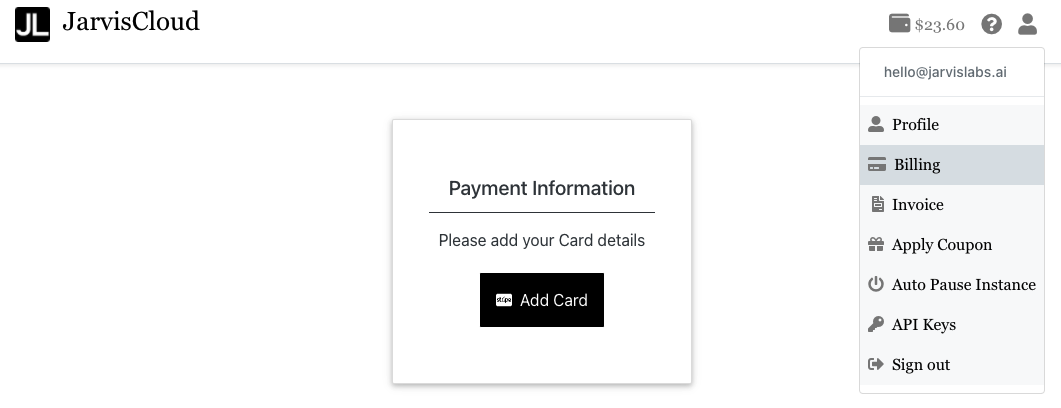 JL JarvisCloud
$23.60 ?
hello@jarvislabs.ai
Profile
Billing
Invoice
Apply Coupon
Auto Pause Instance
API Keys
Sign out
Payment Information
Please add your Card details
stripe Add Card